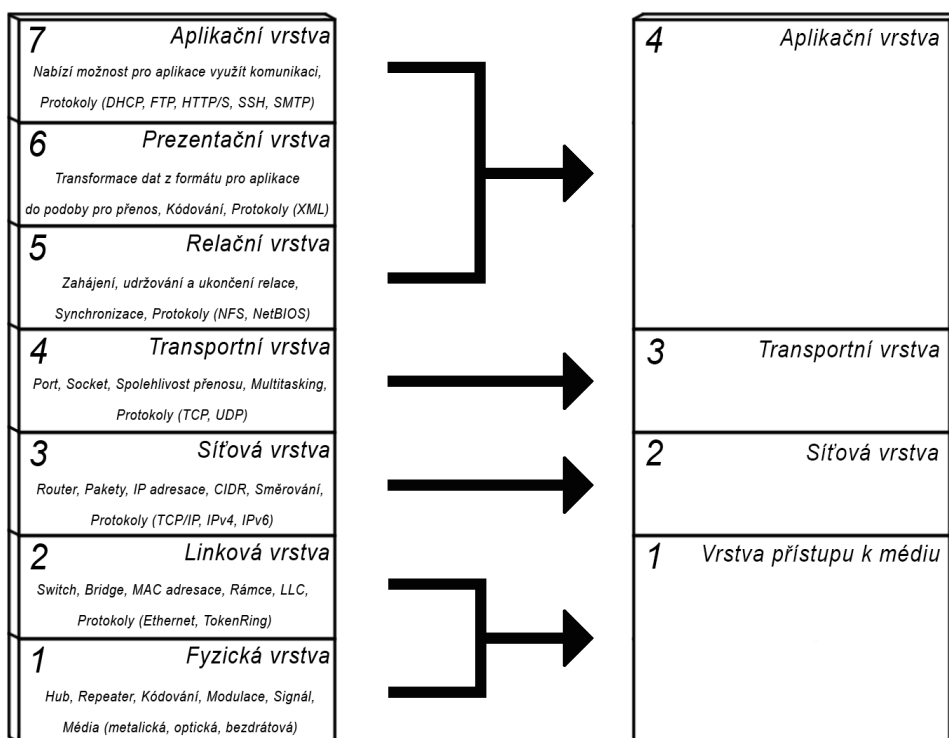 7 Aplikační vrstva
Nabízí možnost pro aplikace využít komunikaci,
Protokoly (DHCP, FTP, HTTP/S, SSH, SMTP)
6 Prezentační vrstva
Transformace dat z formátu pro aplikace
do podoby pro přenos, Kódování, Protokoly (XML)
5 Relační vrstva
Zahájení, udržování a ukončení relace,
Synchronizace, Protokoly (NFS, NetBIOS)
4 Transportní vrstva
Port, Socket, Spolehlivost přenosu, Multitasking,
Protokoly (TCP, UDP)
3 Síťová vrstva
Router, Pakety, IP adresace, CIDR, Směrování,
Protokoly (TCP/IP, IPv4, IPv6)
2 Linková vrstva
Switch, Bridge, MAC adresace, Rámce, LLC,
Protokoly (Ethernet, TokenRing)
1 Fyzická vrstva
Hub, Repeater, Kódování, Modulace, Signál,
Média (metalická, optická, bezdrátová)
4 Aplikační vrstva
3 Transportní vrstva
2 Síťová vrstva
1 Vrstva přístupu k médiu